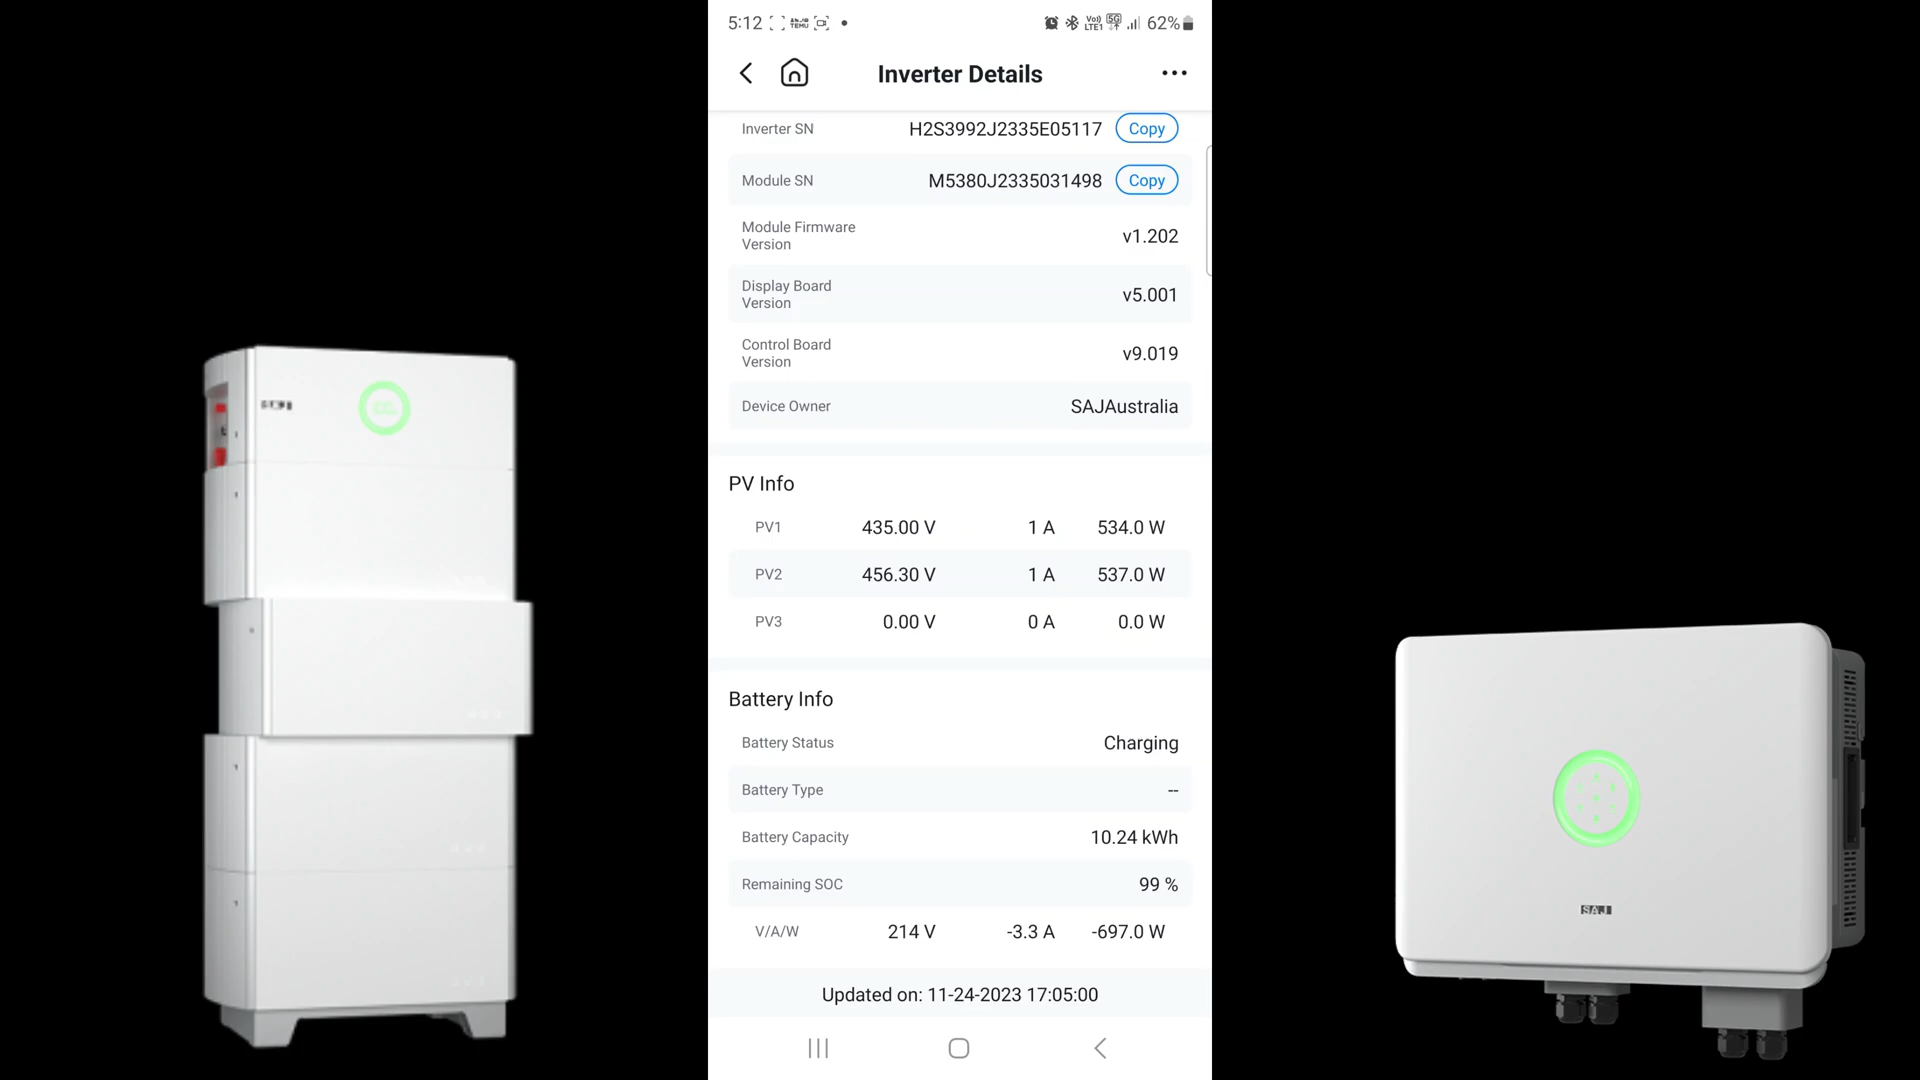 5:12
TEMU
Vo)) LTE1 5G 62%
Inverter Details
Inverter SN H2S3992J2335E05117 Copy
Module SN M5380J2335031498 Copy
Module Firmware
Version
v1.202
Display Board
Version
v5.001
Control Board
Version
v9.019
Device Owner SAJAustralia
PV Info
PV1 435.00 V 1 A 534.0 W
PV2 456.30 V 1 A 537.0 W
PV3 0.00 V 0 A 0.0 W
Battery Info
Battery Status Charging
Battery Type --
Battery Capacity 10.24 kWh
Remaining SOC 99 %
V/A/W 214 V -3.3 A -697.0 W
Updated on: 11-24-2023 17:05:00
SAJ